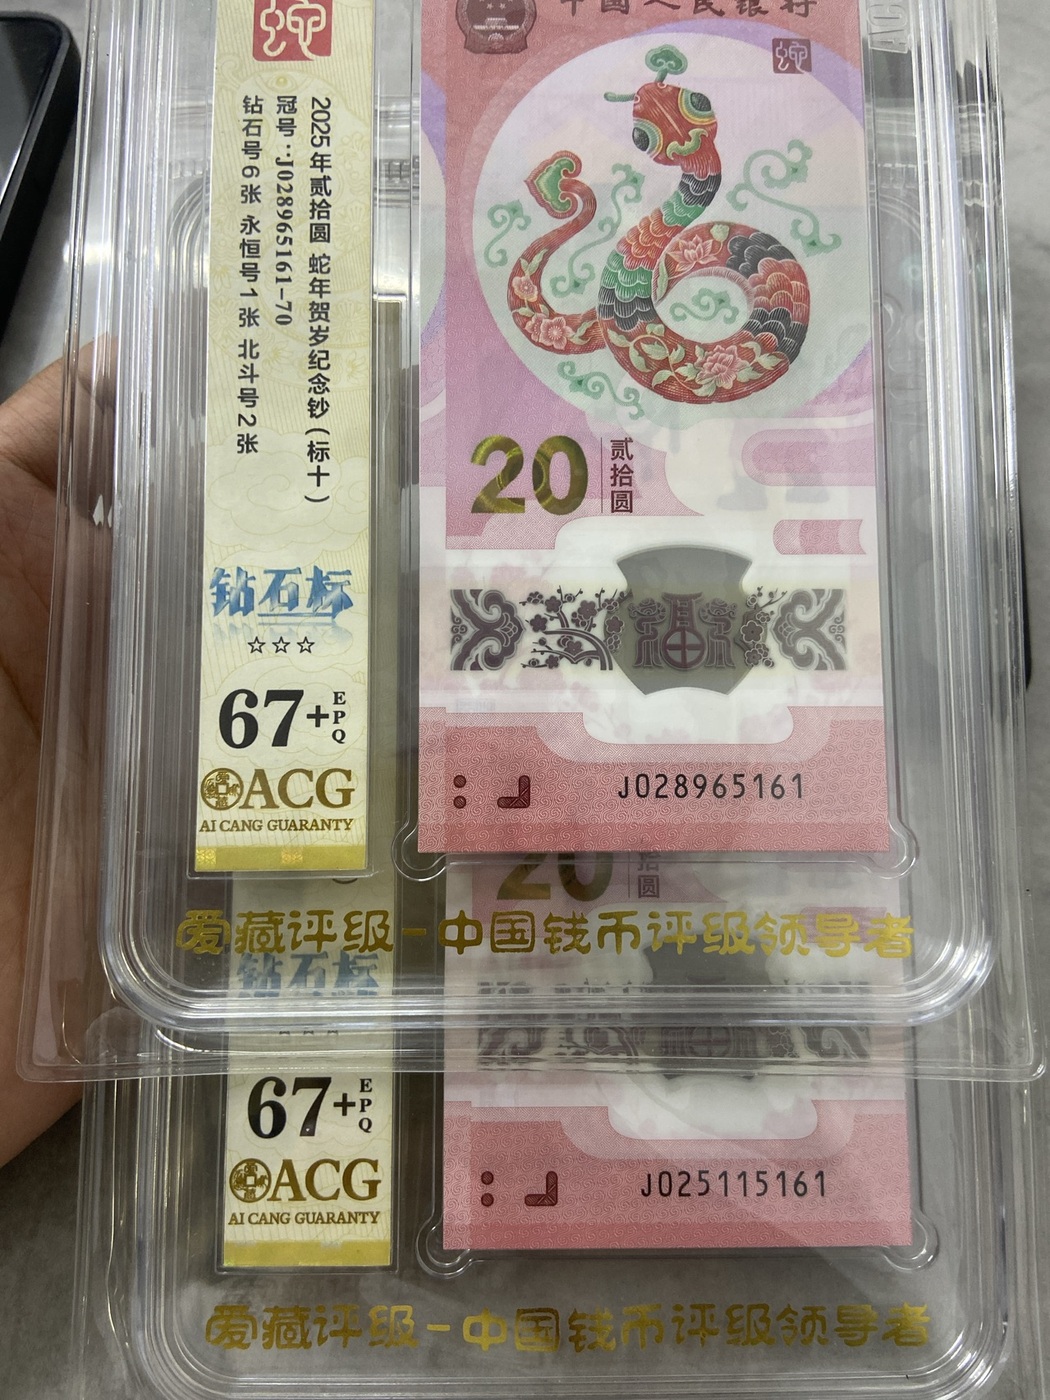 中国人民银行
2025年贰拾圆 蛇年贺岁纪念钞(标十)
冠号:J028965161-70
钻石号6张 永恒号1张 北斗号2张
钻石标
☆☆☆
67+EPQ
ACG
AI CANG GUARANTY
20
贰拾圆
J028965161
爱藏评级-中国钱币评级领导者
20
拾圆
钻石标
67+EPQ
ACG
AI CANG GUARANTY
J025115161
爱藏评级-中国钱币评级领导者